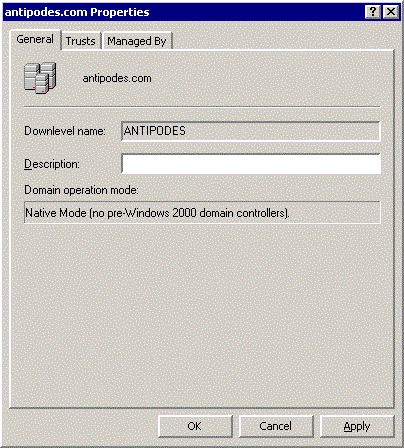 antipodes.com Properties
General Trusts Managed By
antipodes.com
Downlevel name: ANTIPODES
Description:
Domain operation mode:
Native Mode (no pre-Windows 2000 domain controllers).
OK Cancel Apply